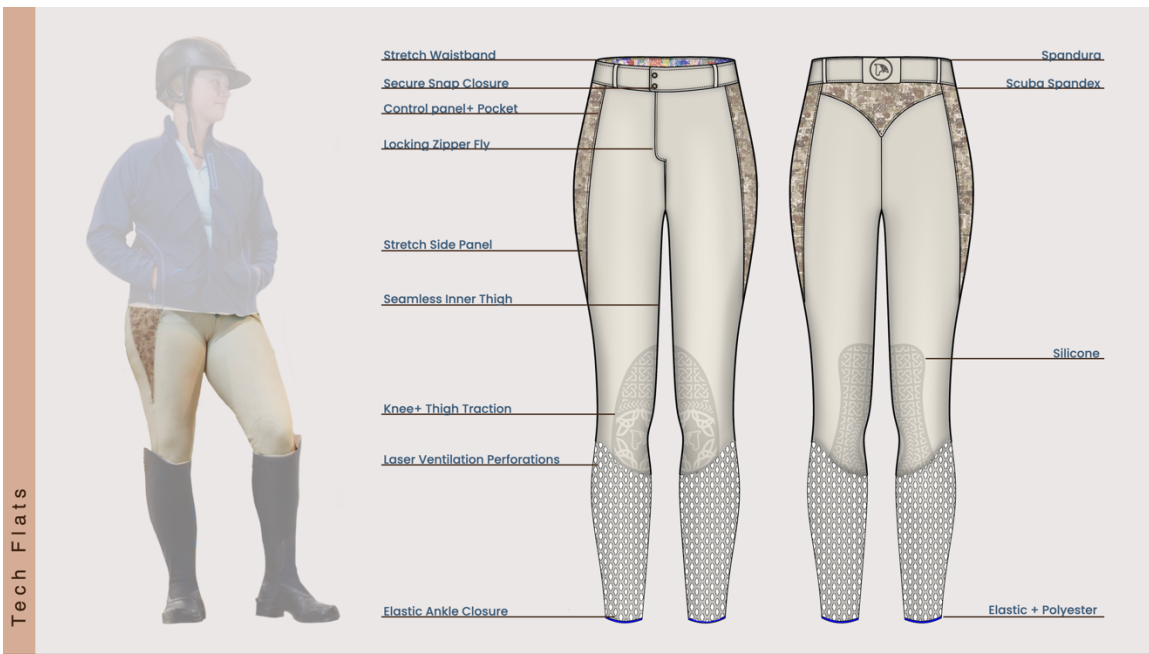 Tech Flats
Stretch Waistband
Secure Snap Closure
Control panel+ Pocket
Locking Zipper Fly
Stretch Side Panel
Seamless Inner Thigh
Knee+ Thigh Traction
Laser Ventilation Perforations
Elastic Ankle Closure
Spandura
Scuba Spandex
Silicone
Elastic + Polyester